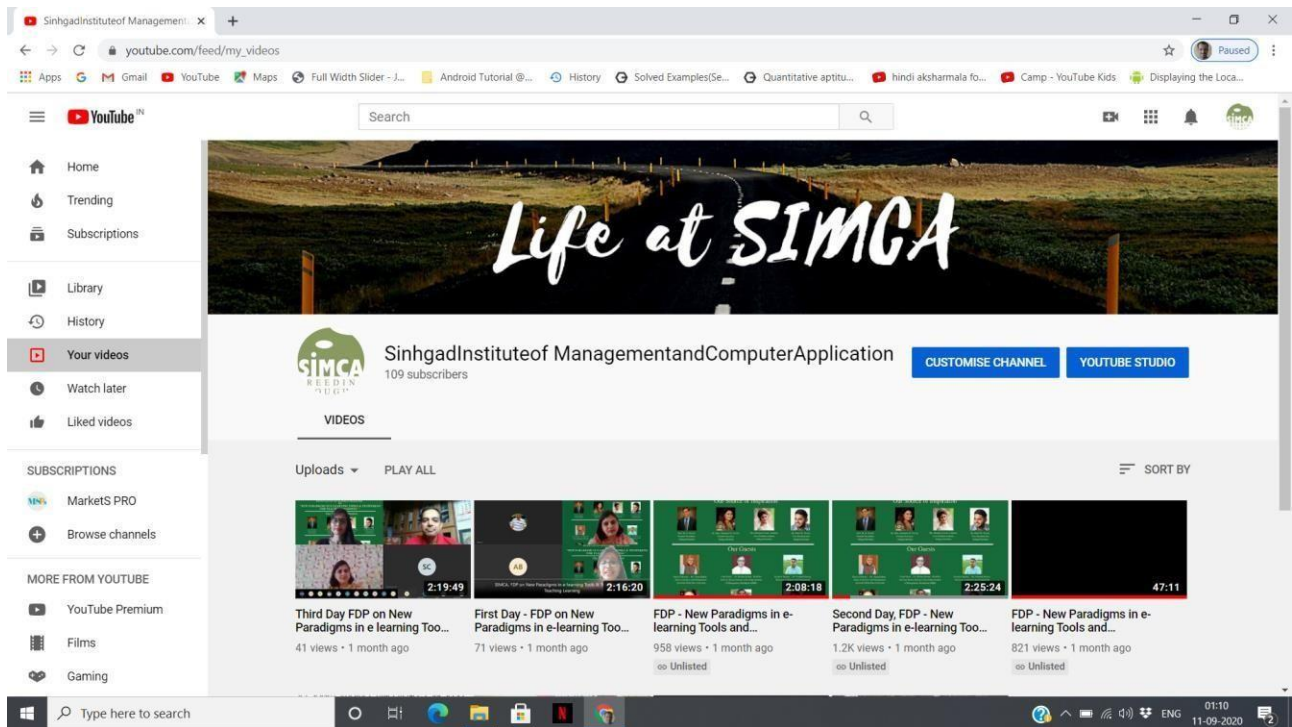 SinhgadInstituteof Management
youtube.com/feed/my_videos
Paused
Apps
Gmail
YouTube
Maps
Full Width Slider - J...
Android Tutorial @...
History
Solved Examples(Se...
Quantitative aptitu...
hindi aksharmala fo...
Camp - YouTube Kids
Displaying the Loca...
YouTube IN
Search
Home
Trending
Subscriptions
Library
History
Your videos
Watch later
Liked videos
SUBSCRIPTIONS
MarketS PRO
Browse channels
MORE FROM YOUTUBE
YouTube Premium
Films
Gaming
Life at SIMCA
SiMCA
SinhgadInstituteof ManagementandComputerApplication
109 subscribers
CUSTOMISE CHANNEL
YOUTUBE STUDIO
VIDEOS
Uploads
PLAY ALL
SORT BY
SC
2:19:49
AB
2:16:20
Our Guests
2:08:18
Our Guests
2:25:24
47:11
Third Day FDP on New
Paradigms in e learning Too...
41 views • 1 month ago
First Day - FDP on New
Paradigms in e-learning Too...
71 views • 1 month ago
FDP - New Paradigms in e-
learning Tools and...
958 views • 1 month ago
Unlisted
Second Day, FDP - New
Paradigms in e-learning Too...
1.2K views • 1 month ago
Unlisted
FDP - New Paradigms in e-
learning Tools and...
821 views • 1 month ago
Unlisted
Type here to search
ENG
01:10
11-09-2020